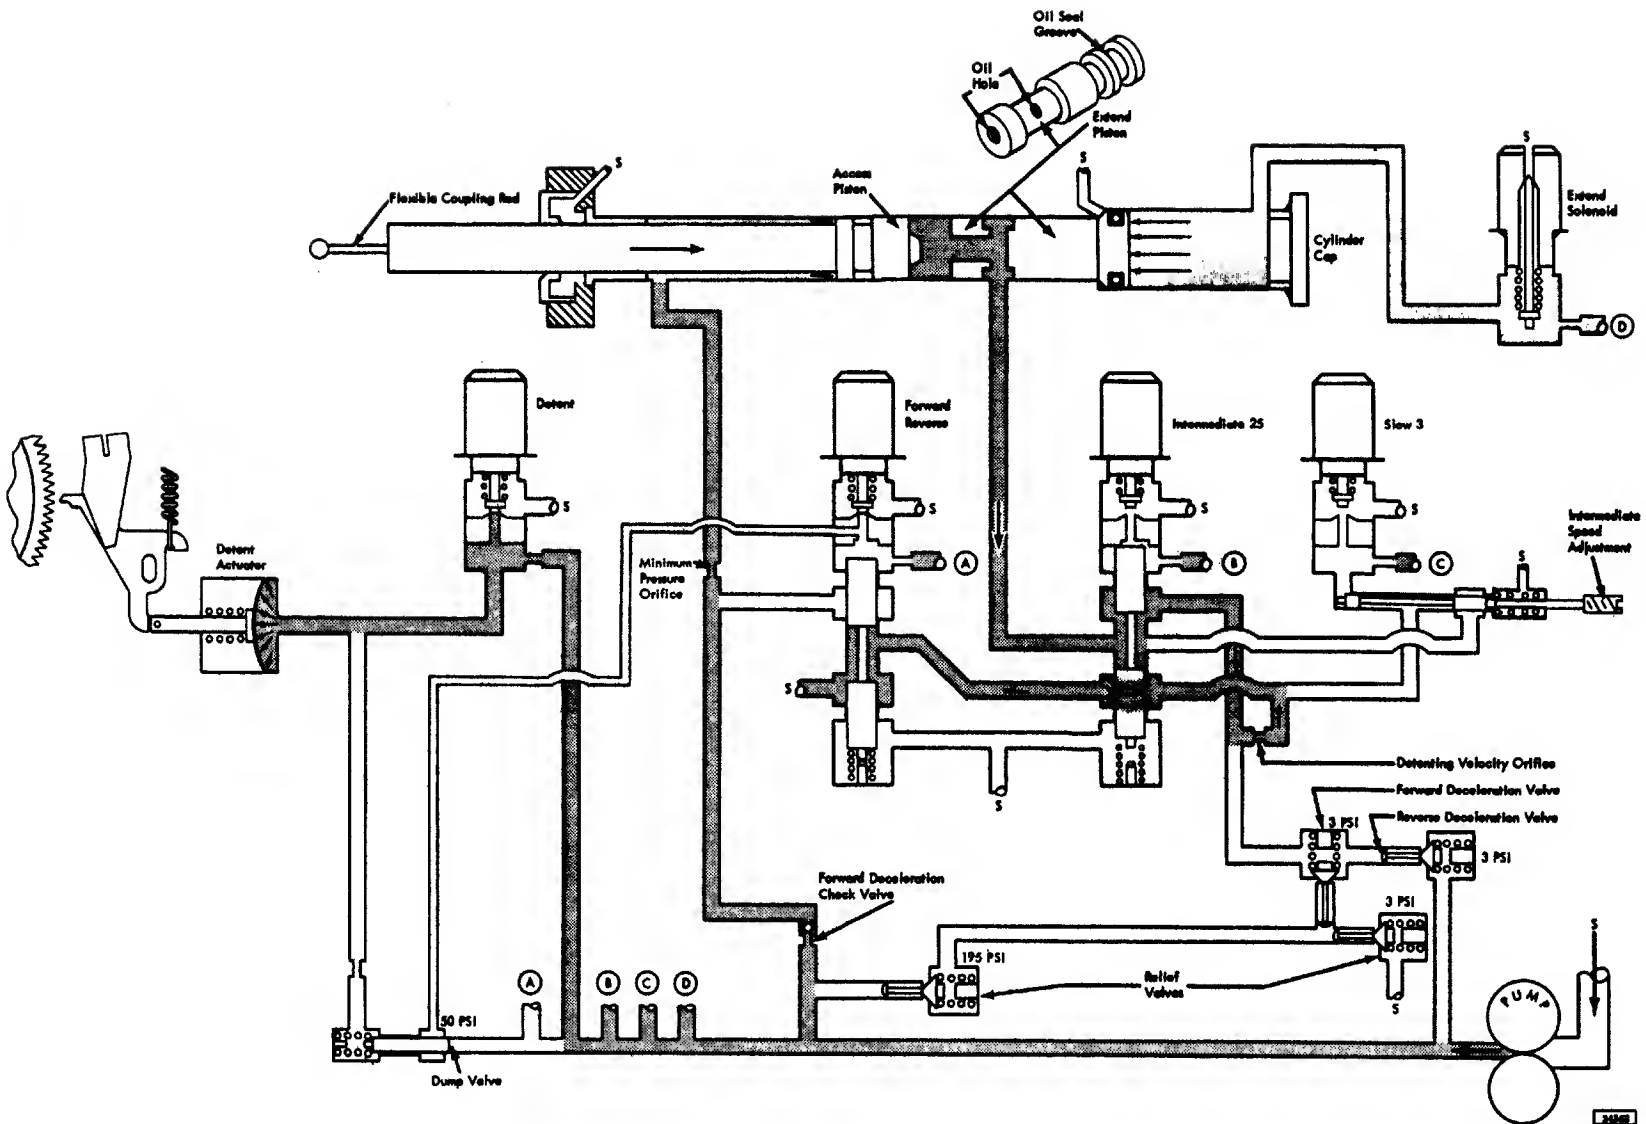 Oil Seal
Groove
Oil
Hole
Extend
Piston
S
S
S
Access
Piston
Flexible Coupling Rod
Extend
Solenoid
Cylinder
Cap
D
Detent
Forward
Reverse
Intermediate 25
Slow 3
S
S
S
S
Intermediate
Speed
Adjustment
Detent
Actuator
Minimum
Pressure
Orifice
A
B
C
S
S
S
Detenting Velocity Orifice
Forward Deceleration Valve
Reverse Deceleration Valve
3 PSI
3 PSI
Forward Deceleration
Check Valve
3 PSI
S
195 PSI
Relief
Valves
S
PUMP
A
B
C
D
50 PSI
Dump Valve